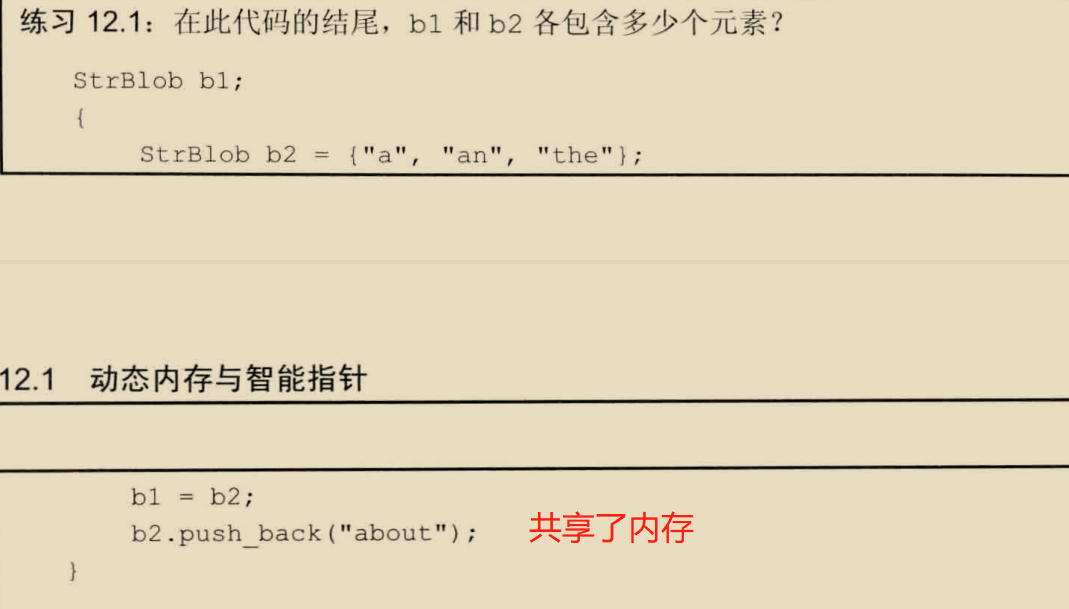 练习 12.1：在此代码的结尾，b1 和 b2 各包含多少个元素？
StrBlob b1;
{
StrBlob b2 = {"a", "an", "the"};
12.1 动态内存与智能指针
b1 = b2;
b2.push_back("about"); 共享了内存
}